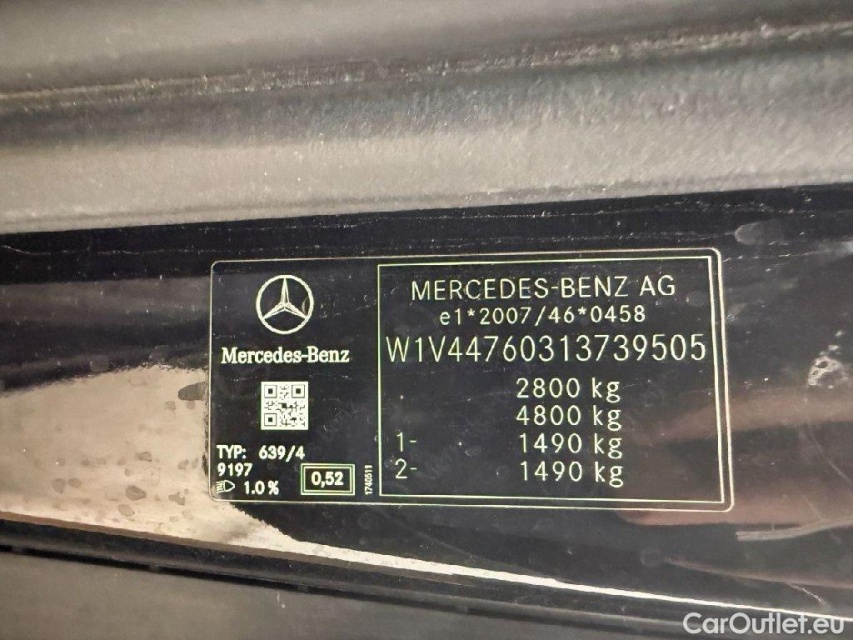 Mercedes-Benz
TYP: 639/4
9197
1.0 %
0,52
1740511
MERCEDES-BENZ AG
e1*2007/46*0458
W1V44760313739505
2800 kg
4800 kg
1- 1490 kg
2- 1490 kg
CarOutlet.eu